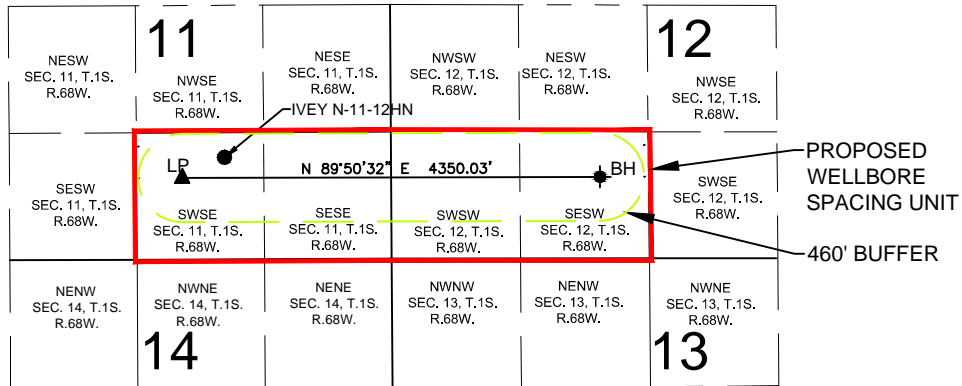 11
12
NESW
SEC. 11, T.1S.
R.68W.
NWSE
SEC. 11, T.1S.
R.68W.
NESE
SEC. 11, T.1S.
R.68W.
NWSW
SEC. 12, T.1S.
R.68W.
NESW
SEC. 12, T.1S.
R.68W.
NWSE
SEC. 12, T.1S.
R.68W.
IVEY N-11-12HN
LP
N 89°50'32" E 4350.03'
BH
PROPOSED
WELLBORE
SPACING UNIT
SESW
SEC. 11, T.1S.
R.68W.
SWSE
SEC. 11, T.1S.
R.68W.
SESE
SEC. 11, T.1S.
R.68W.
SWSW
SEC. 12, T.1S.
R.68W.
SESW
SEC. 12, T.1S.
R.68W.
SWSE
SEC. 12, T.1S.
R.68W.
460' BUFFER
NENW
SEC. 14, T.1S.
R.68W.
NWNE
SEC. 14, T.1S.
R.68W.
NENE
SEC. 14, T.1S.
R.68W.
NWNW
SEC. 13, T.1S.
R.68W.
NENW
SEC. 13, T.1S.
R.68W.
NWNE
SEC. 13, T.1S.
R.68W.
14
13